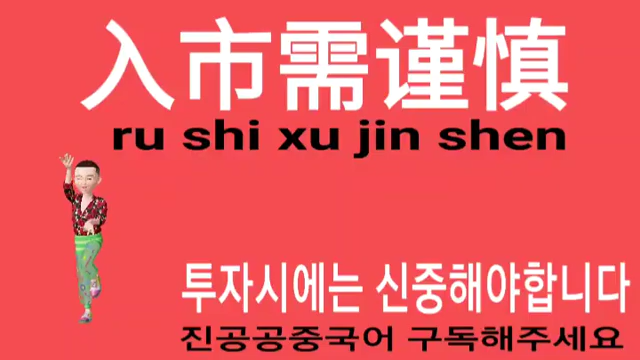 入市需谨慎
ru shi xu jin shen
투자시에는 신중해야합니다
진공공중국어 구독해주세요